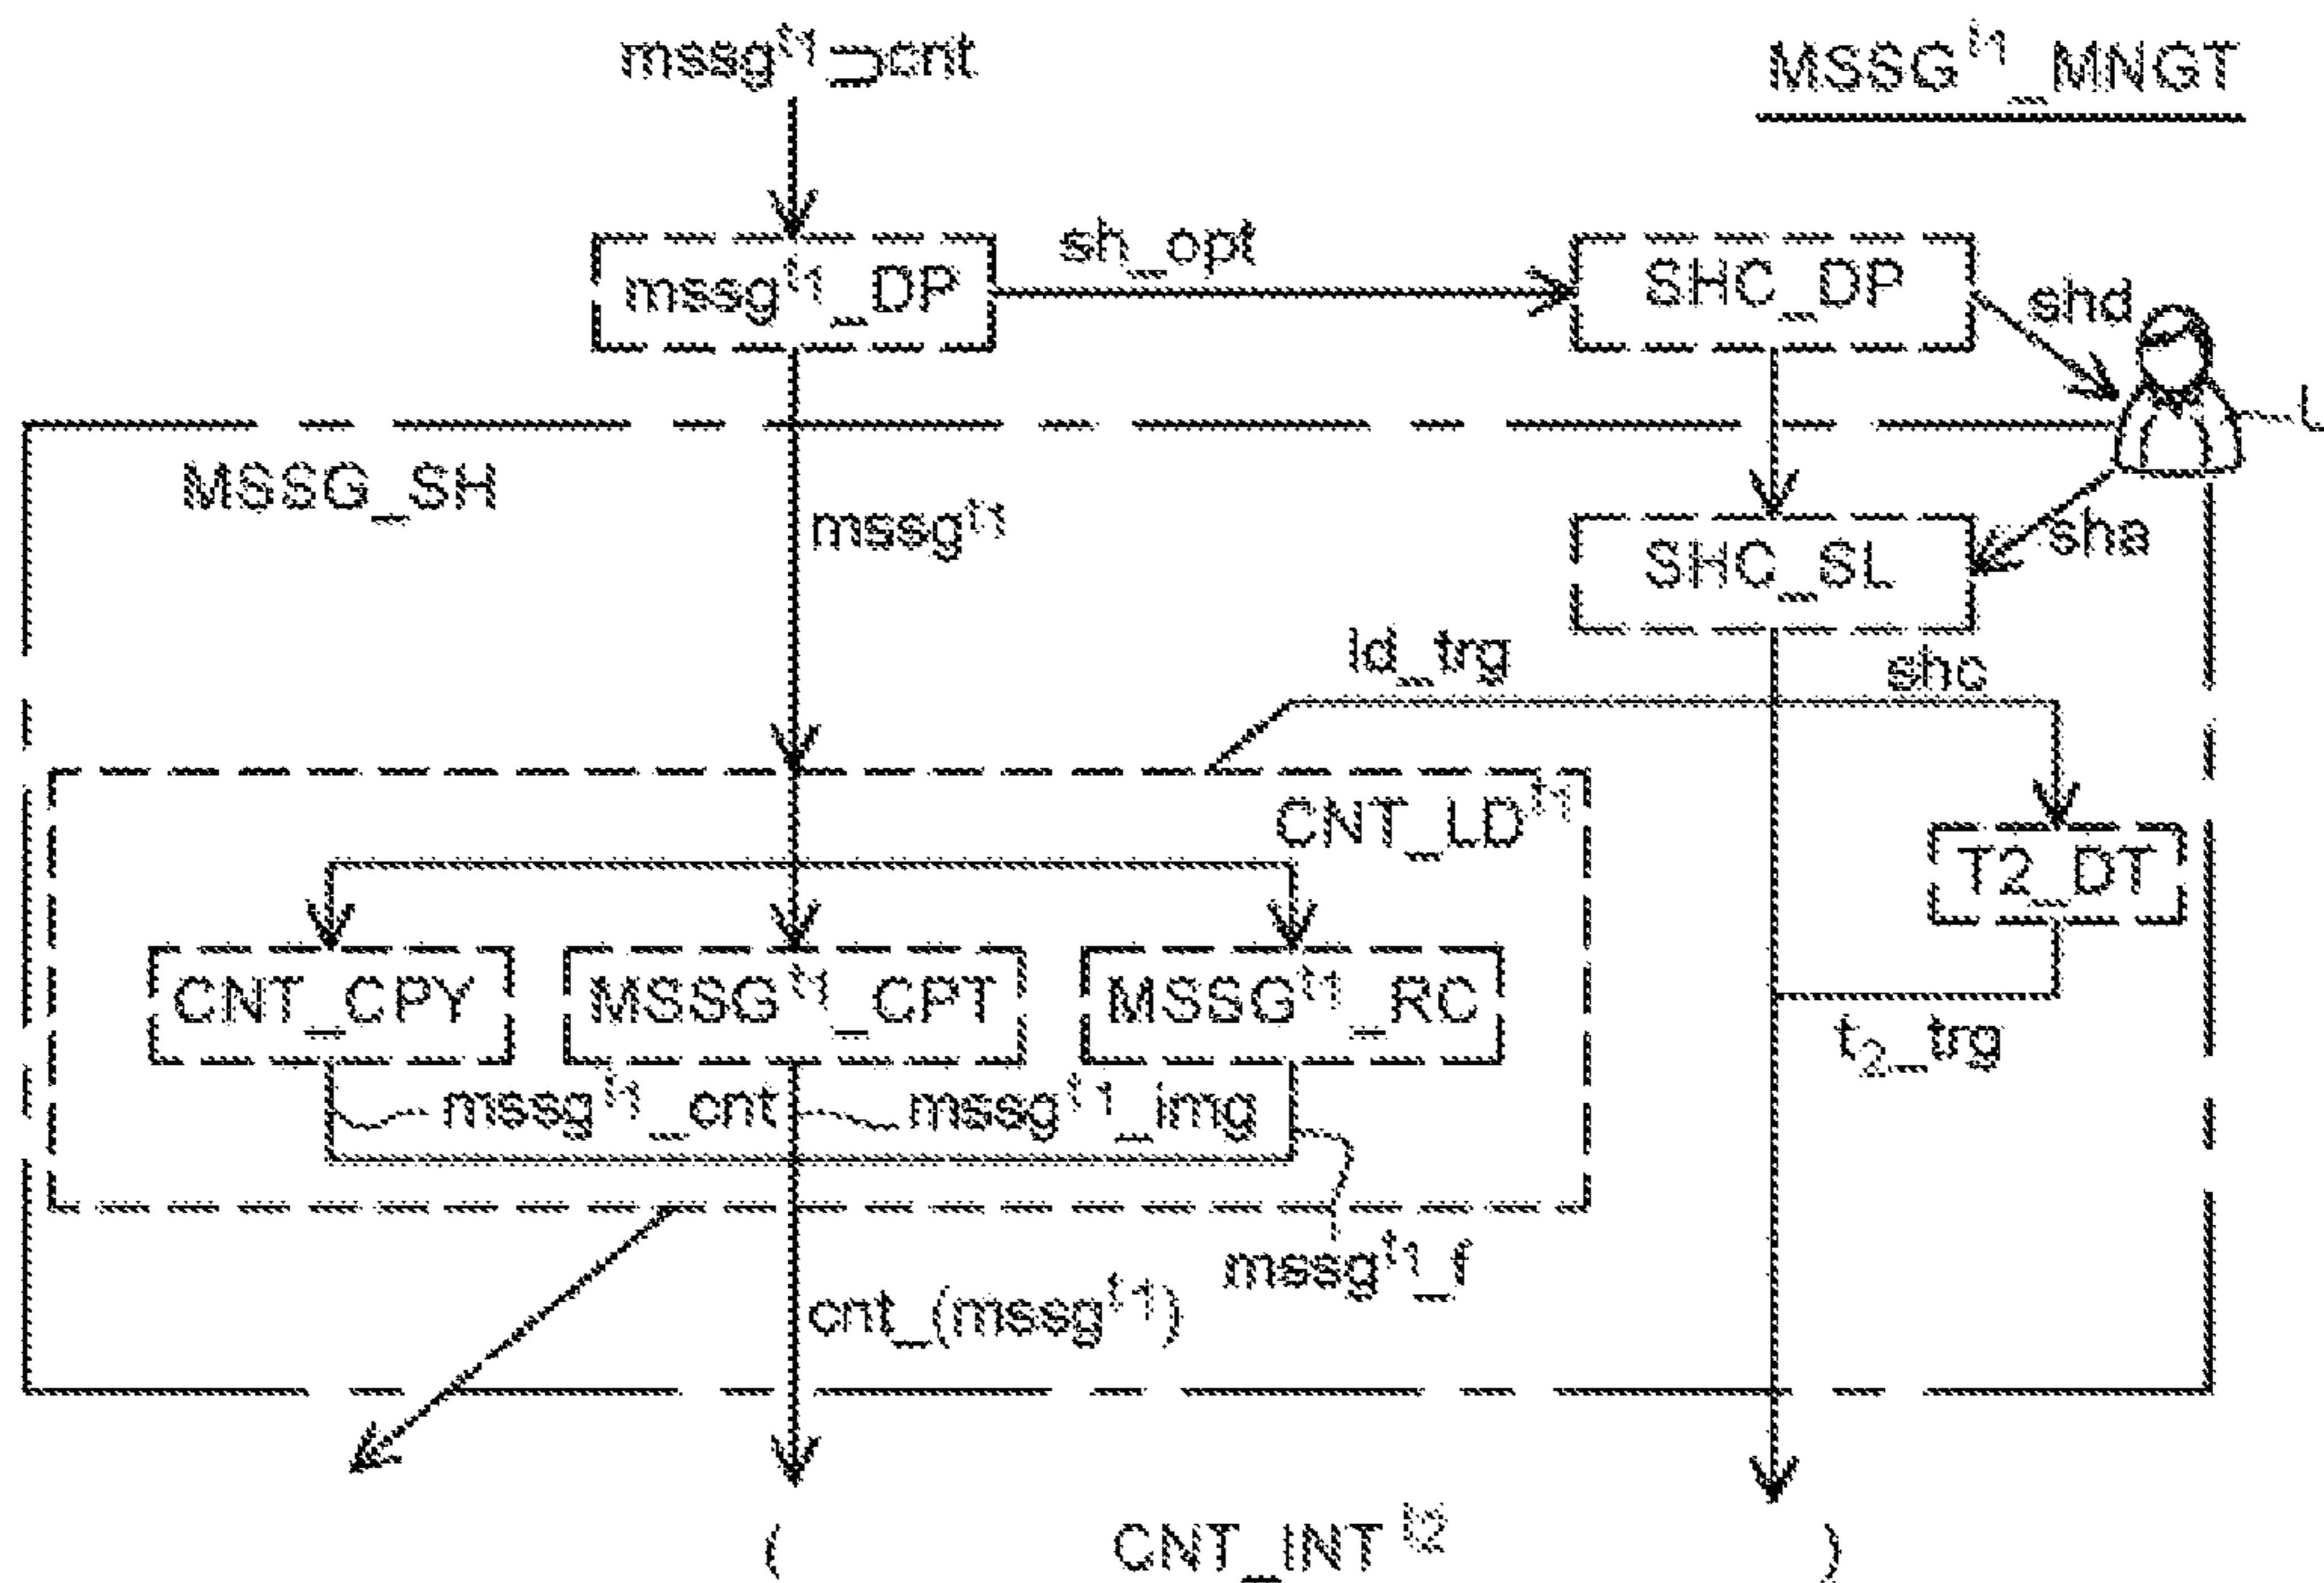 mssg^t1 ⊃cnt
MSSG^t1_MNGT
mssg^t1_DP
sh_opt
SHC_DP
shd
MSSG_SH
mssg^t1
SHC_SL
sha
ld_trg
shc
CNT_LD^t1
T2_DT
CNT_CPY
MSSG^t1_CPT
MSSG^t1_RC
t₂_trg
mssg^t1_cnt
mssg^t1_img
mssg^t1_f
cnt_(mssg^t1)
( CNT_INT^t2 )